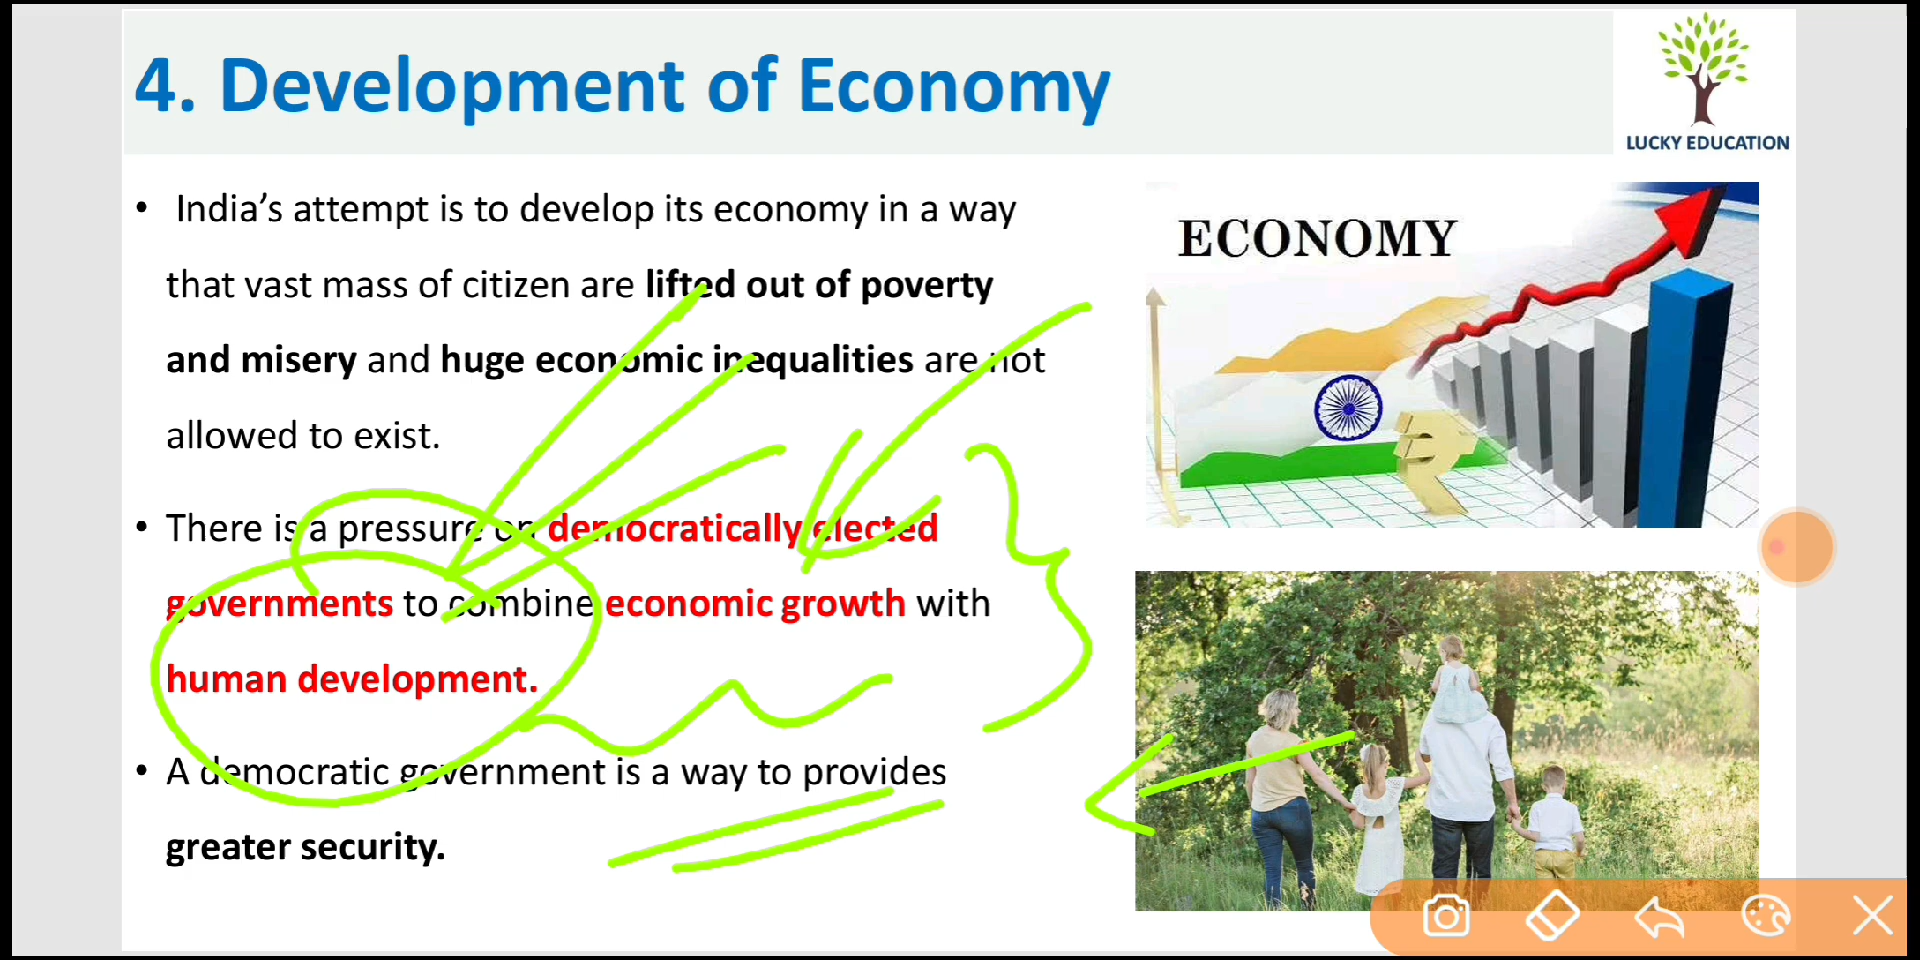 4. Development of Economy
LUCKY EDUCATION
• India's attempt is to develop its economy in a way
that vast mass of citizen are lifted out of poverty
and misery and huge economic inequalities are not
allowed to exist.
• There is a pressure on democratically elected
governments to combine economic growth with
human development.
• A democratic government is a way to provides
greater security.
ECONOMY